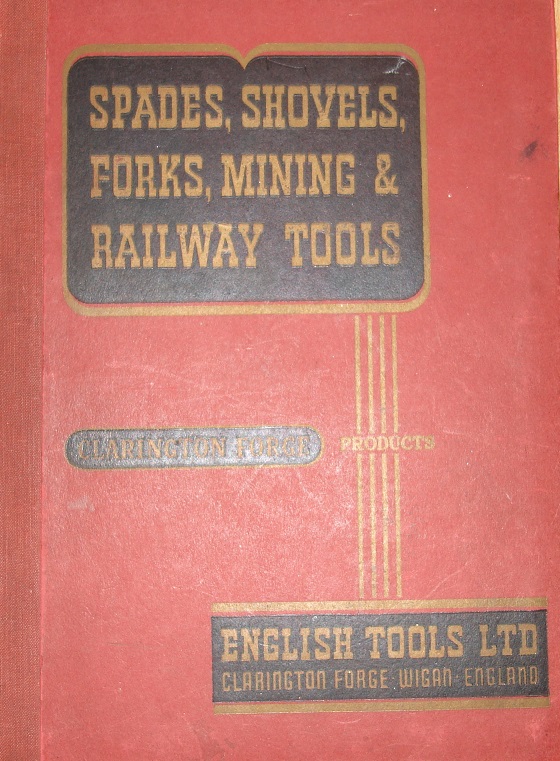 SPADES, SHOVELS,
FORKS, MINING &
RAILWAY TOOLS
CLARINGTON FORGE PRODUCTS
ENGLISH TOOLS LTD
CLARINGTON FORGE WIGAN · ENGLAND